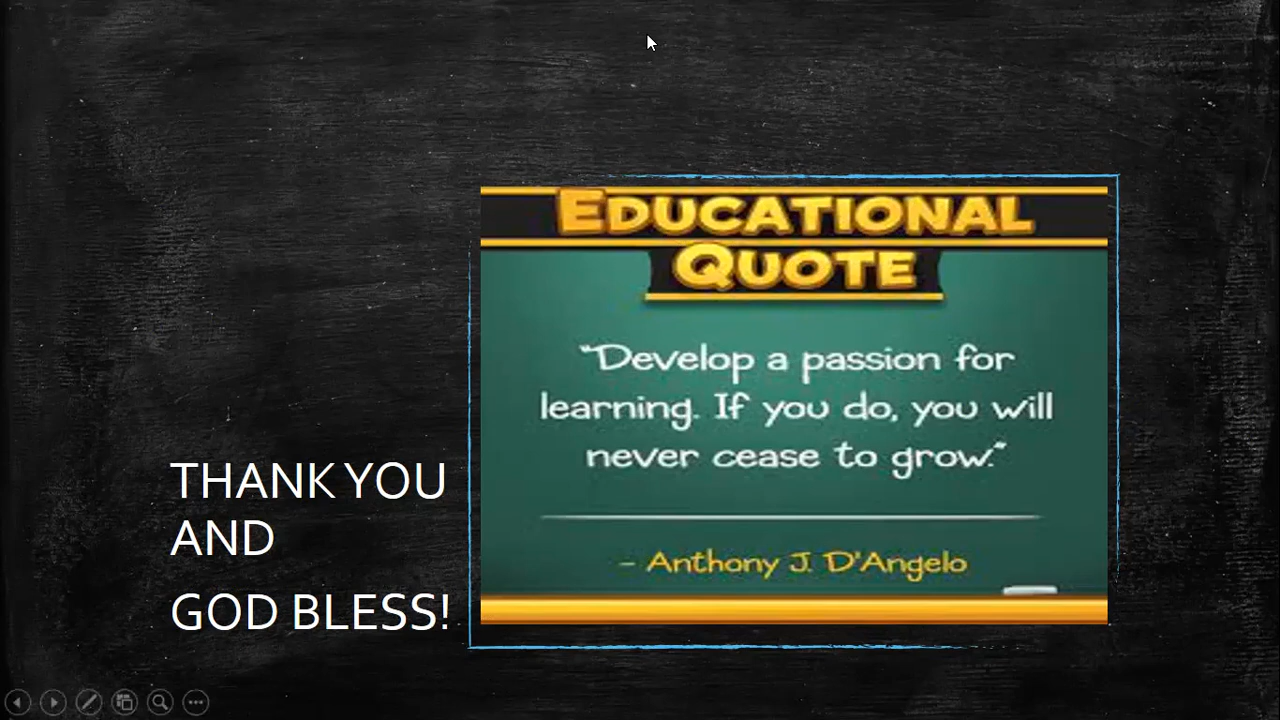 THANK YOU
AND
GOD BLESS!
EDUCATIONAL
QUOTE
"Develop a passion for
learning. If you do, you will
never cease to grow."
- Anthony J. D'Angelo